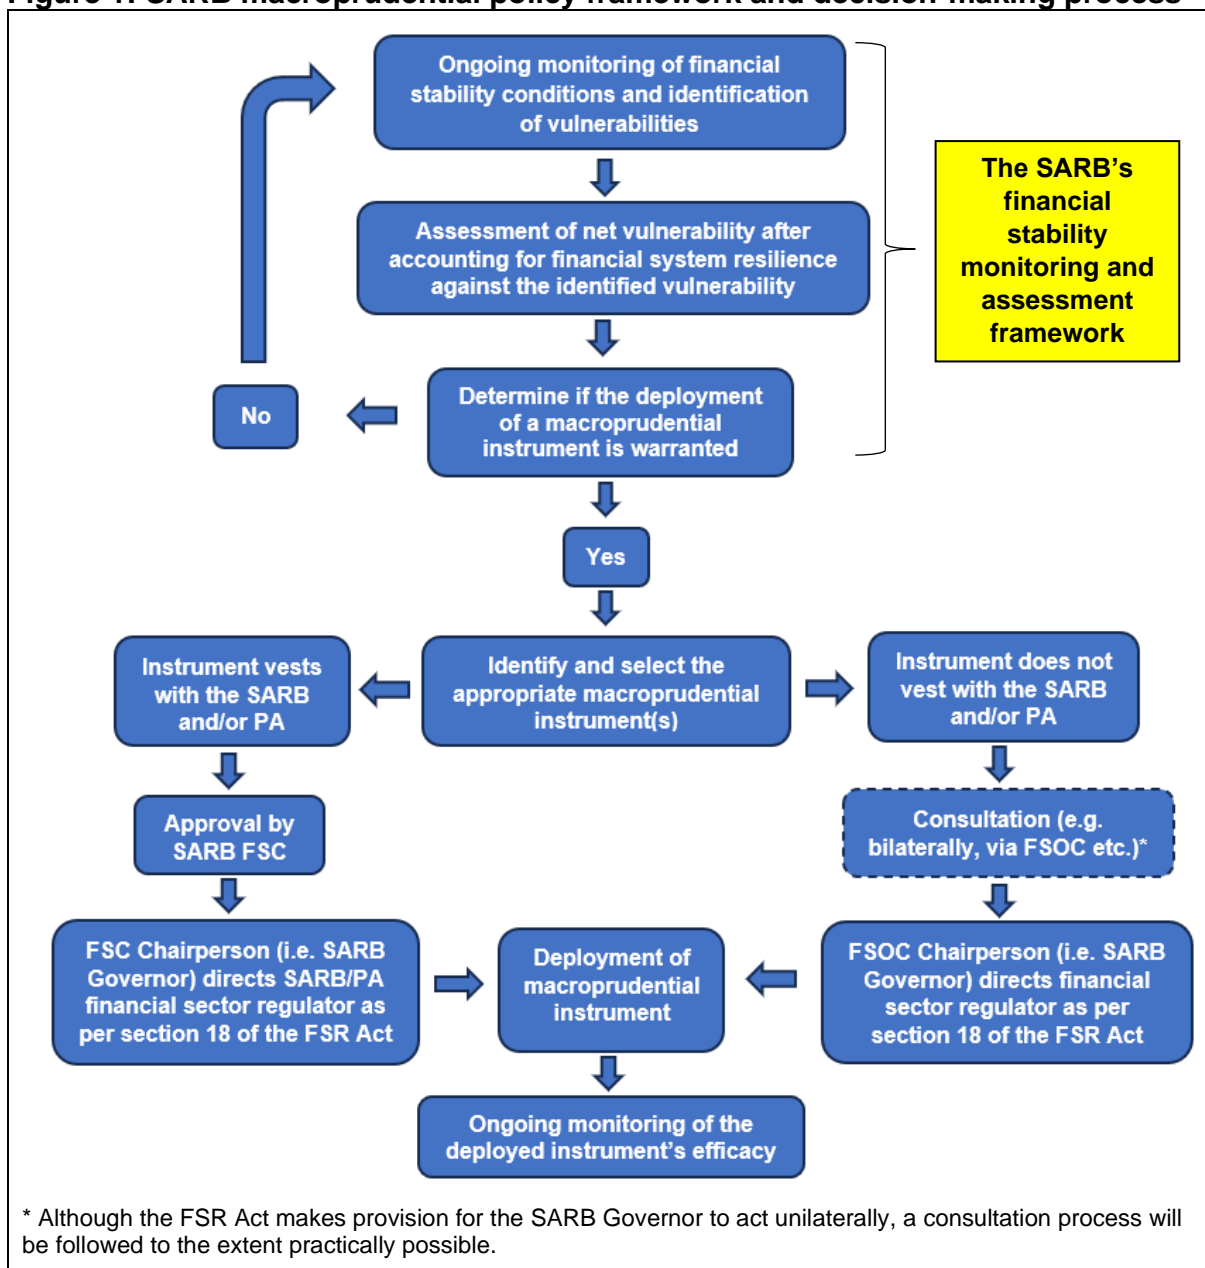 Figure 1: SARB macroprudential policy framework and decision-making process
Ongoing monitoring of financial
stability conditions and identification
of vulnerabilities
The SARB’s
financial
stability
monitoring and
assessment
framework
Assessment of net vulnerability after
accounting for financial system resilience
against the identified vulnerability
Determine if the deployment
of a macroprudential
instrument is warranted
No
Yes
Identify and select the
appropriate macroprudential
instrument(s)
Instrument vests
with the SARB
and/or PA
Instrument does not
vest with the SARB
and/or PA
Approval by
SARB FSC
Consultation (e.g.
bilaterally, via FSOC etc.)*
FSC Chairperson (i.e. SARB
Governor) directs SARB/PA
financial sector regulator as
per section 18 of the FSR Act
Deployment of
macroprudential
instrument
FSOC Chairperson (i.e. SARB
Governor) directs financial
sector regulator as per
section 18 of the FSR Act
Ongoing monitoring of the
deployed instrument’s efficacy
* Although the FSR Act makes provision for the SARB Governor to act unilaterally, a consultation process will
be followed to the extent practically possible.